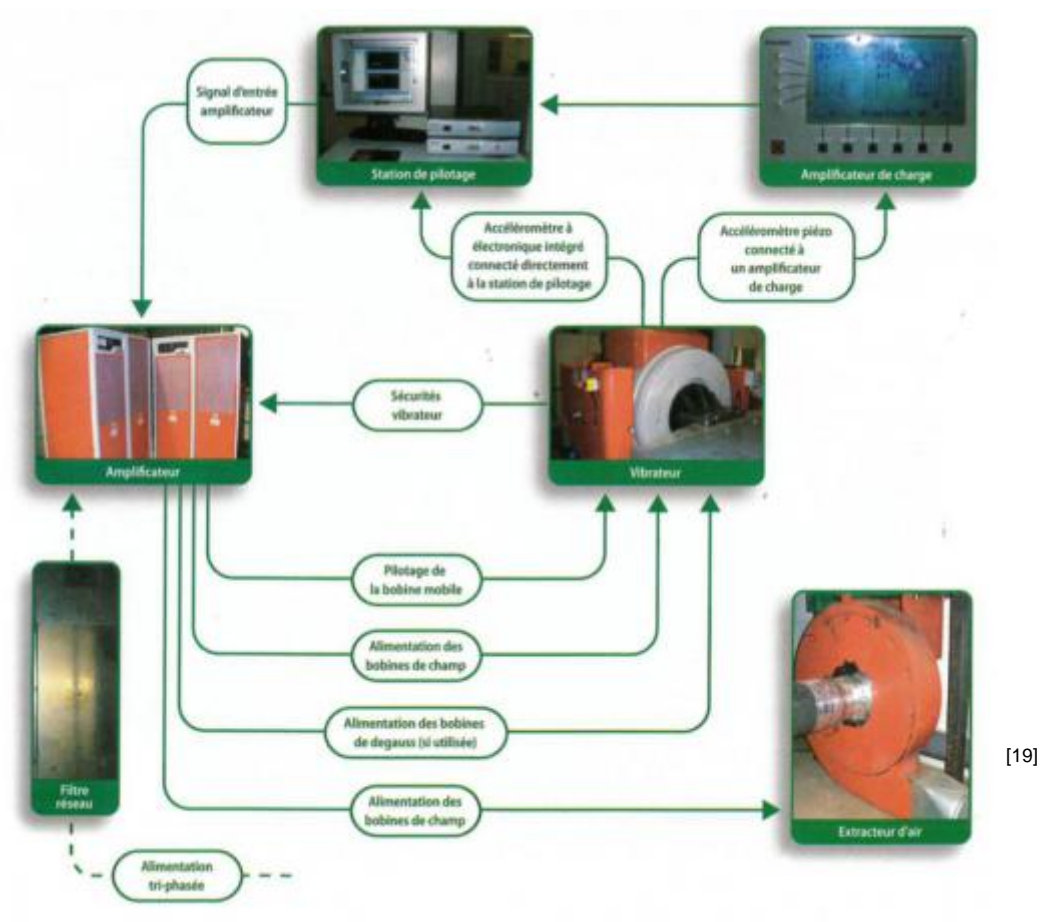 Signal d'entrée
amplificateur
Station de pilotage
Amplificateur de charge
Accéléromètre à
électronique intégré
connecté directement
à la station de pilotage
Accéléromètre piézo
connecté à
un amplificateur
de charge
Amplificateur
Sécurités
vibrateur
Vibrateur
Pilotage de
la bobine mobile
Alimentation des
bobines de champ
Alimentation des bobines
de degauss (si utilisée)
Alimentation des
bobines de champ
Filtre
réseau
Extracteur d'air
Alimentation
tri-phasée
[19]